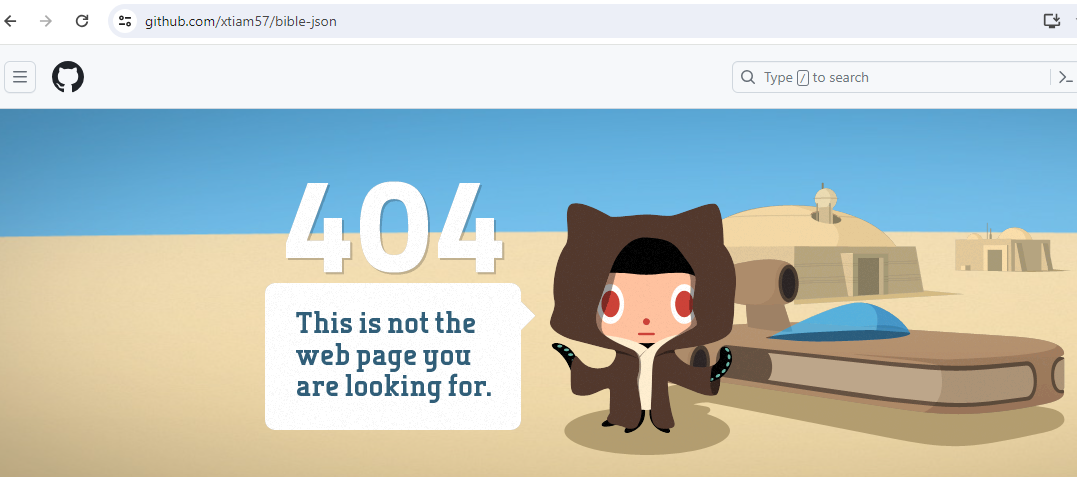 github.com/xtiam57/bible-json
Type / to search
404
This is not the
web page you
are looking for.